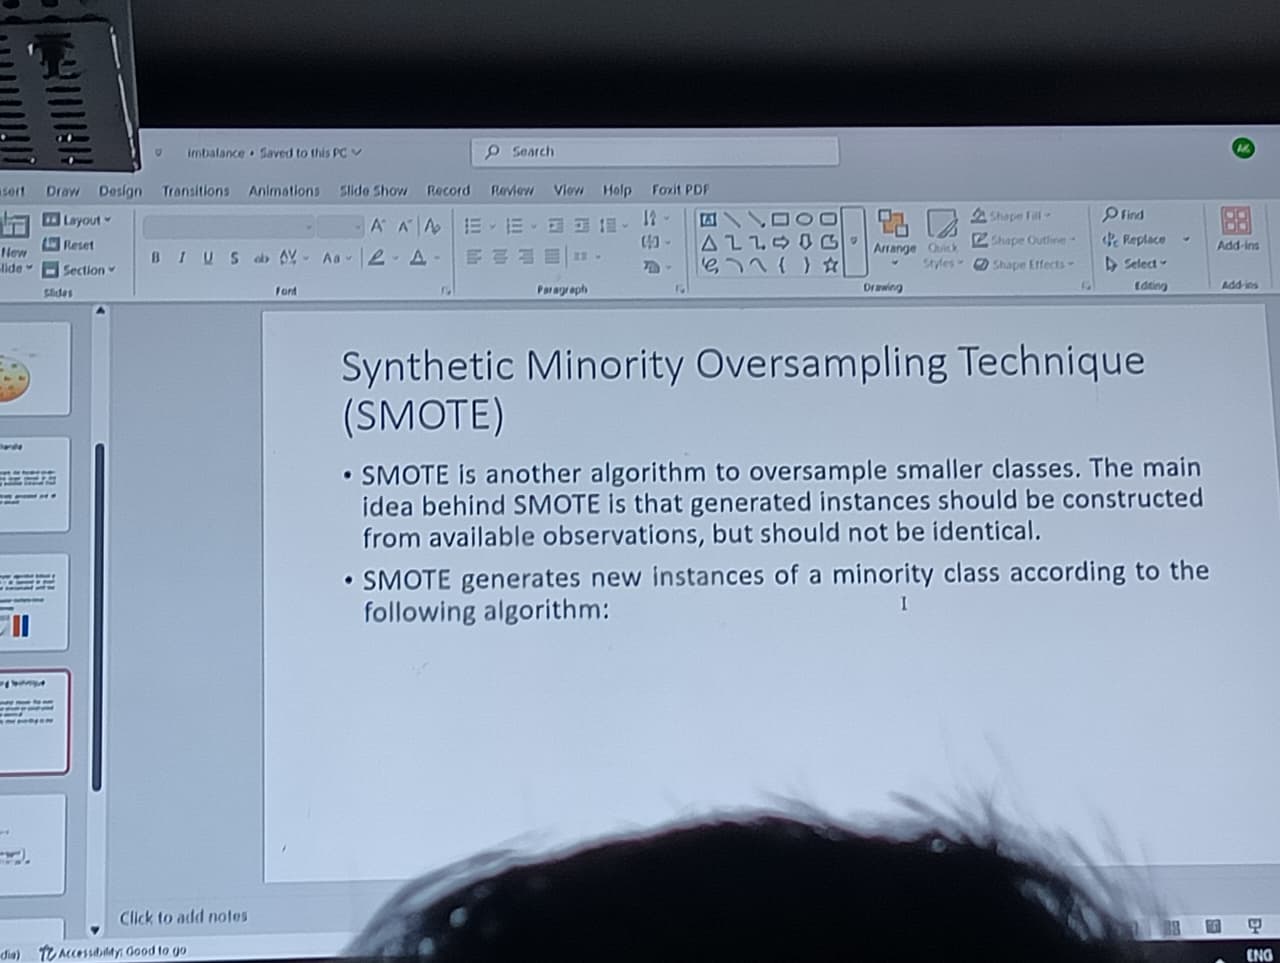 imbalance • Saved to this PC
Search
AK
Draw Design Transitions Animations Slide Show Record Review View Help Foxit PDF
New
Layout
Reset
Section
Slides
B I U S ab AV Aa A
Font
Paragraph
Arrange
Quick
Styles
Shape Fill
Shape Outline
Shape Effects
Drawing
Find
Replace
Select
Editing
Add-ins
Add-ins
Synthetic Minority Oversampling Technique
(SMOTE)
• SMOTE is another algorithm to oversample smaller classes. The main
idea behind SMOTE is that generated instances should be constructed
from available observations, but should not be identical.
• SMOTE generates new instances of a minority class according to the
following algorithm:
Click to add notes
Accessibility: Good to go
ENG